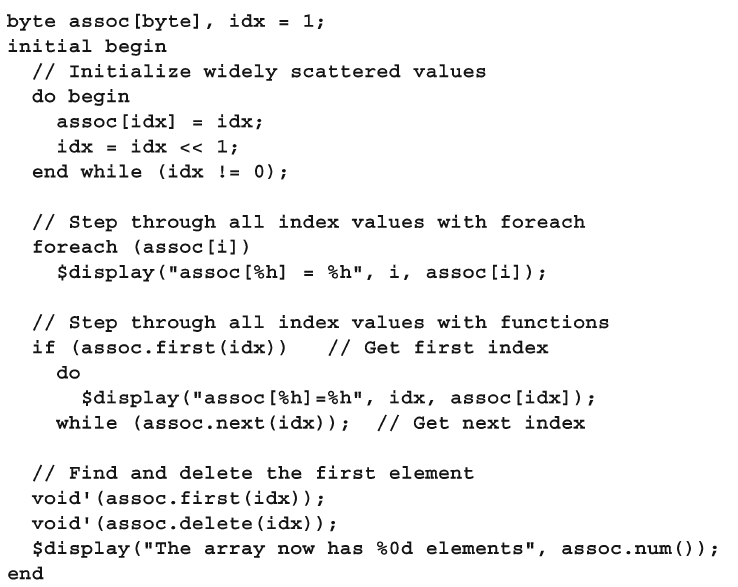 byte assoc[byte], idx = 1;
initial begin
  // Initialize widely scattered values
  do begin
    assoc[idx] = idx;
    idx = idx << 1;
  end while (idx != 0);

  // Step through all index values with foreach
  foreach (assoc[i])
    $display("assoc[%h] = %h", i, assoc[i]);

  // Step through all index values with functions
  if (assoc.first(idx))   // Get first index
    do
      $display("assoc[%h]=%h", idx, assoc[idx]);
    while (assoc.next(idx));  // Get next index

  // Find and delete the first element
  void'(assoc.first(idx));
  void'(assoc.delete(idx));
  $display("The array now has %0d elements", assoc.num());
end